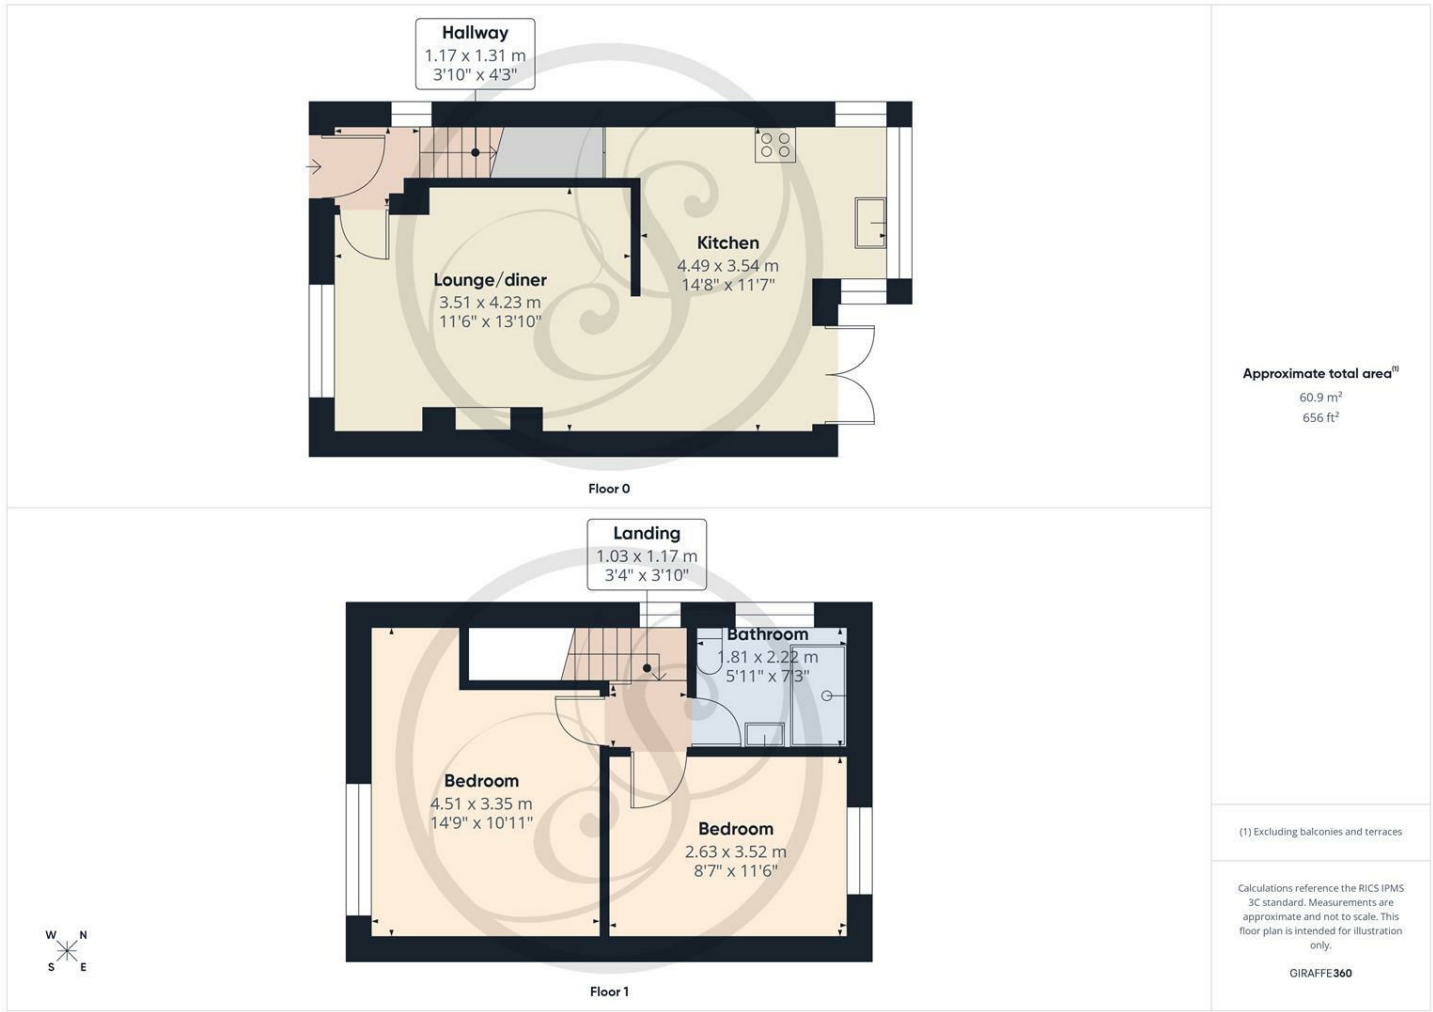 Hallway
1.17 x 1.31 m
3'10" x 4'3"
Kitchen
4.49 x 3.54 m
14'8" x 11'7"
Lounge/diner
3.51 x 4.23 m
11'6" x 13'10"
Floor 0
Landing
1.03 x 1.17 m
3'4" x 3'10"
Bathroom
1.81 x 2.22 m
5'11" x 7'3"
Bedroom
4.51 x 3.35 m
14'9" x 10'11"
Bedroom
2.63 x 3.52 m
8'7" x 11'6"
W N
S E
Floor 1
Approximate total area(1)
60.9 m²
656 ft²
(1) Excluding balconies and terraces
Calculations reference the RICS IPMS
3C standard. Measurements are
approximate and not to scale. This
floor plan is intended for illustration
only.
GIRAFFE360